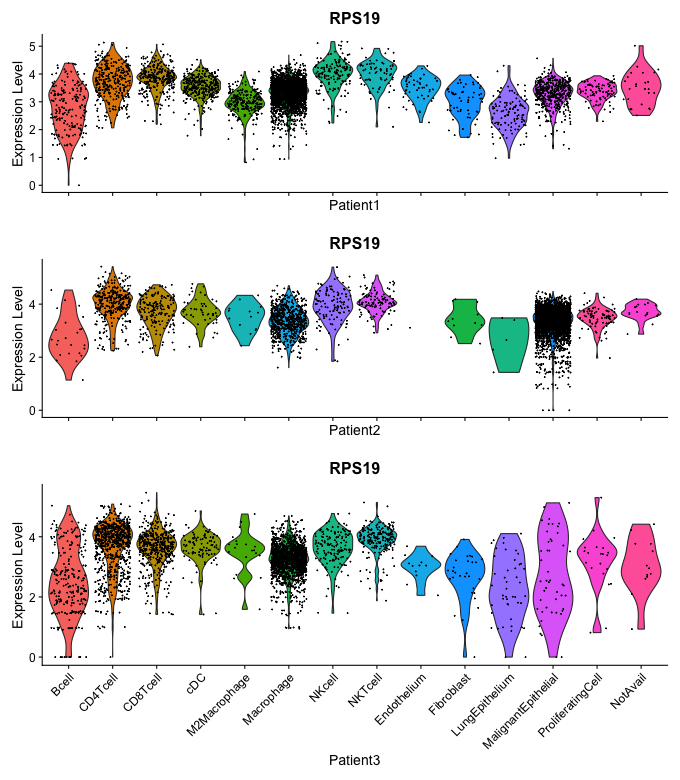 RPS19
Expression Level
5
4
3
2
1
0
Patient1
RPS19
Expression Level
4
2
0
Patient2
RPS19
Expression Level
4
2
0
Bcell
CD4Tcell
CD8Tcell
cDC
M2Macrophage
Macrophage
NKcell
NKTcell
Endothelium
Fibroblast
LungEpithelium
MalignantEpithelial
ProliferatingCell
NotAvail
Patient3